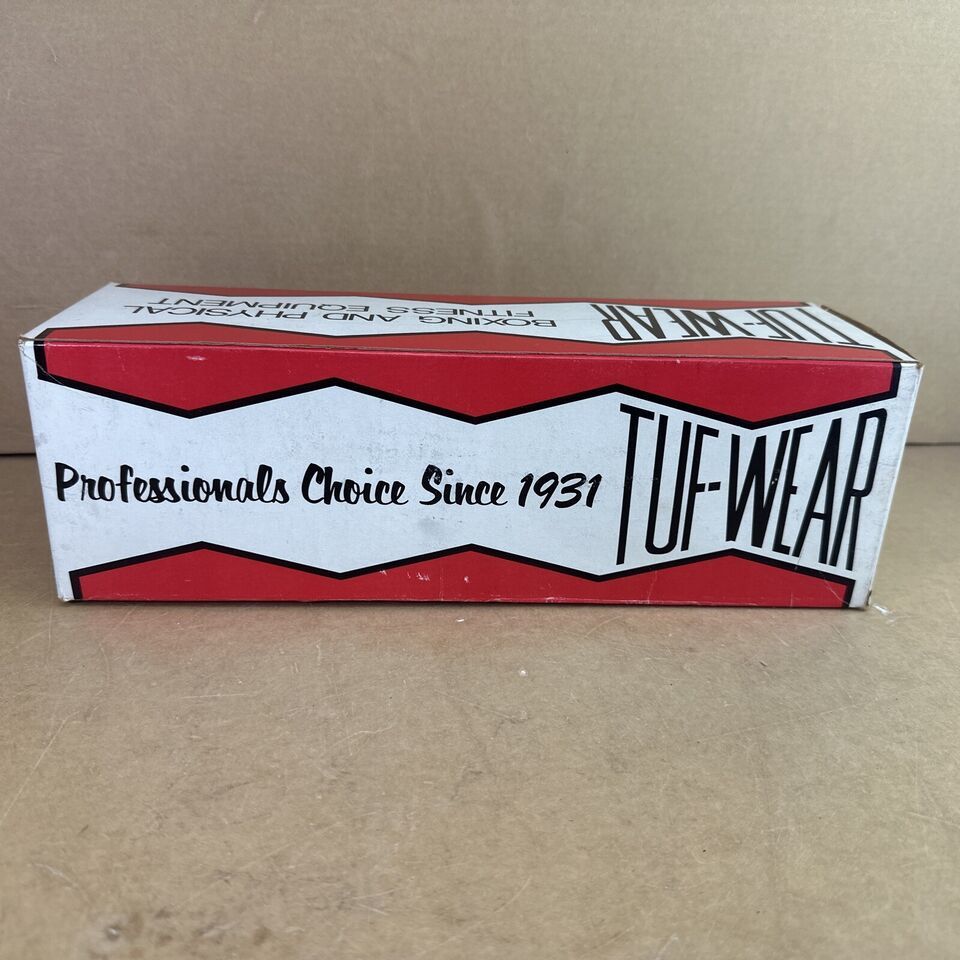 BOXING AND PHYSICAL
FITNESS EQUIPMENT
TUF-WEAR
Professionals Choice Since 1931
TUF-WEAR